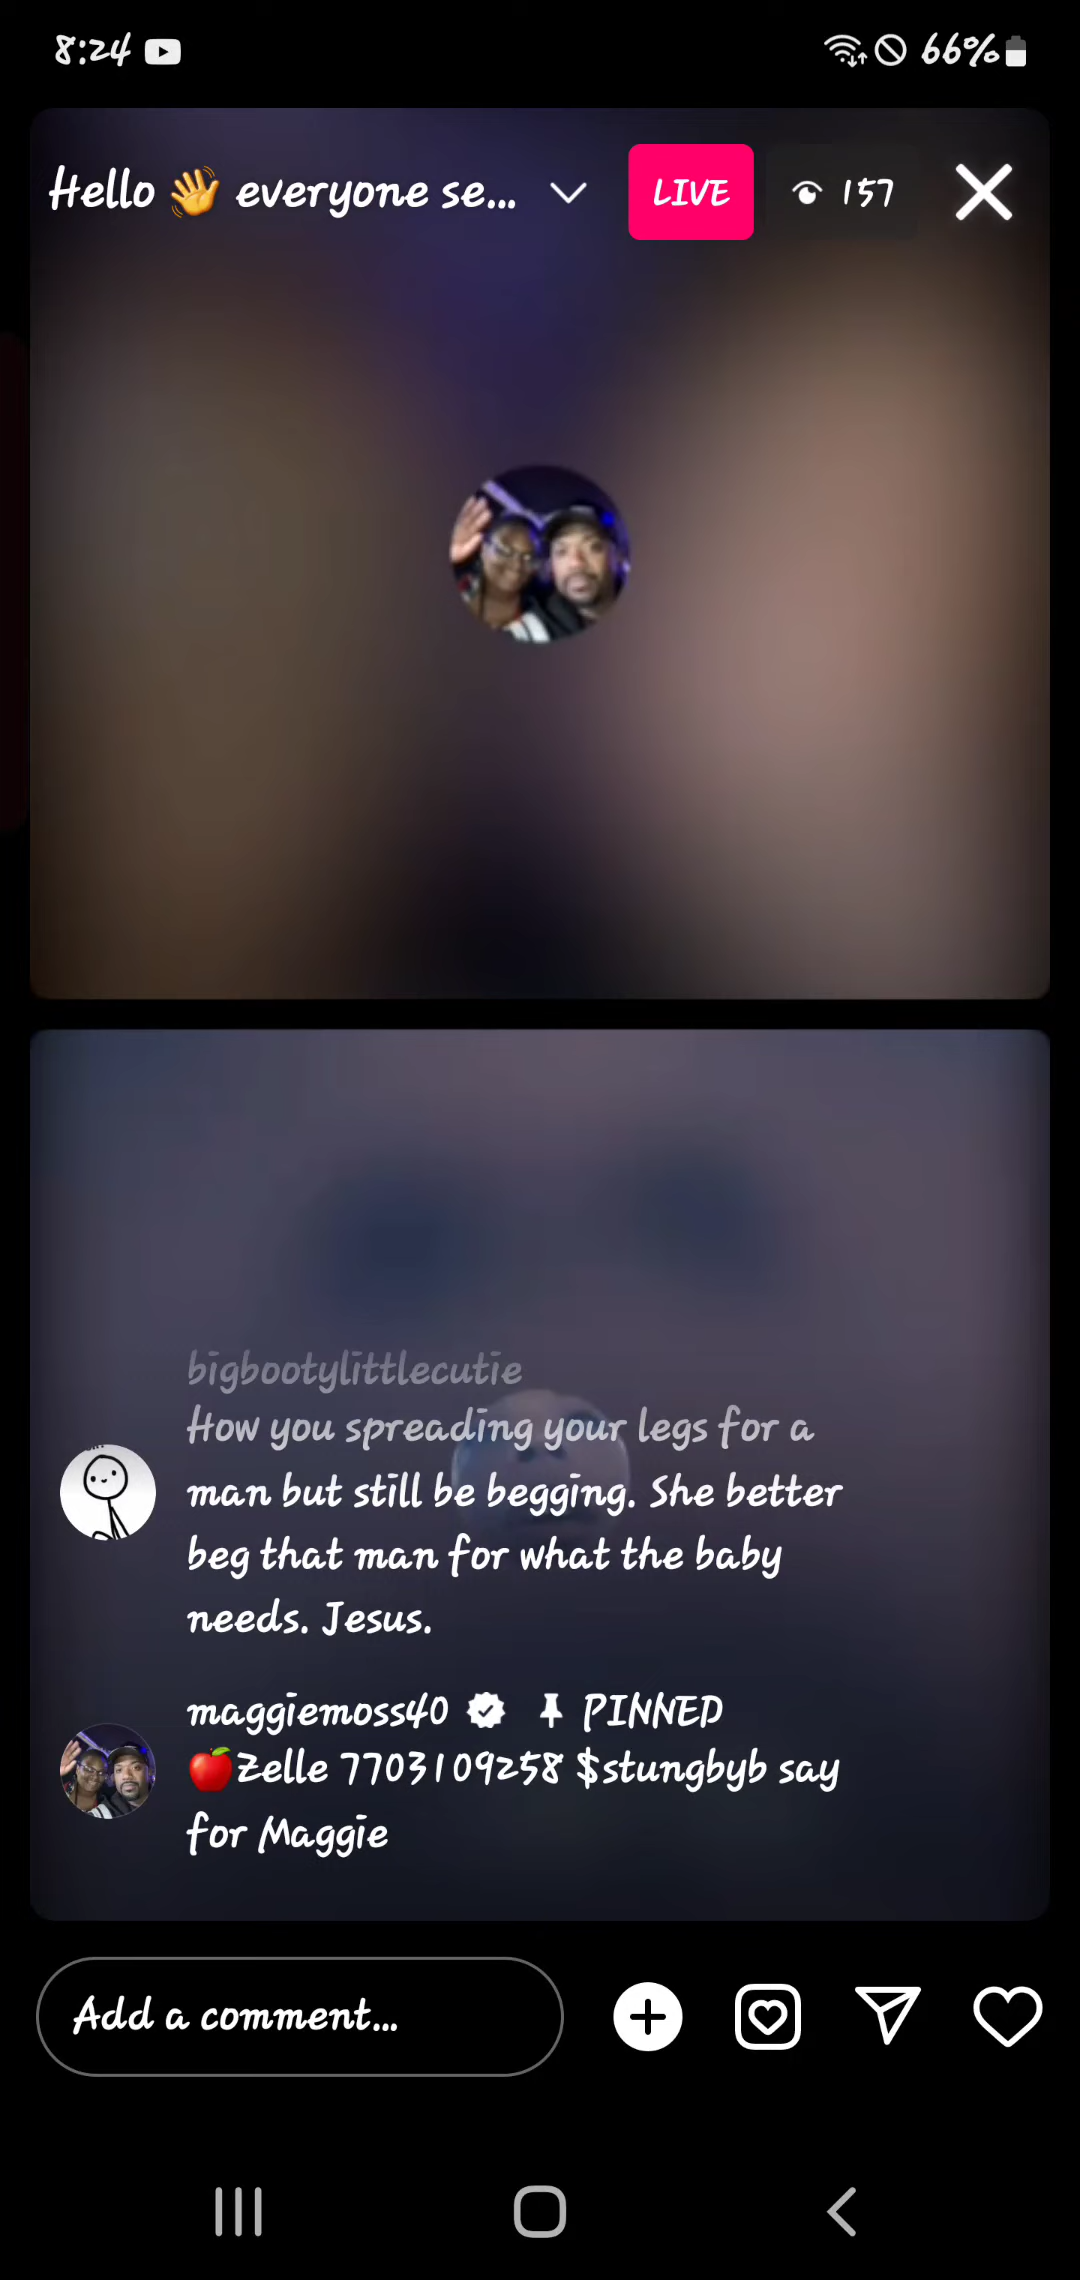 8:24 66%
Hello 👋 everyone se... LIVE 157
bigbootylittlecutie
How you spreading your legs for a
man but still be begging. She better
beg that man for what the baby
needs. Jesus.
maggiemoss40 PINNED
🍎Zelle 7703109258 $stungbyb say
for Maggie
Add a comment...